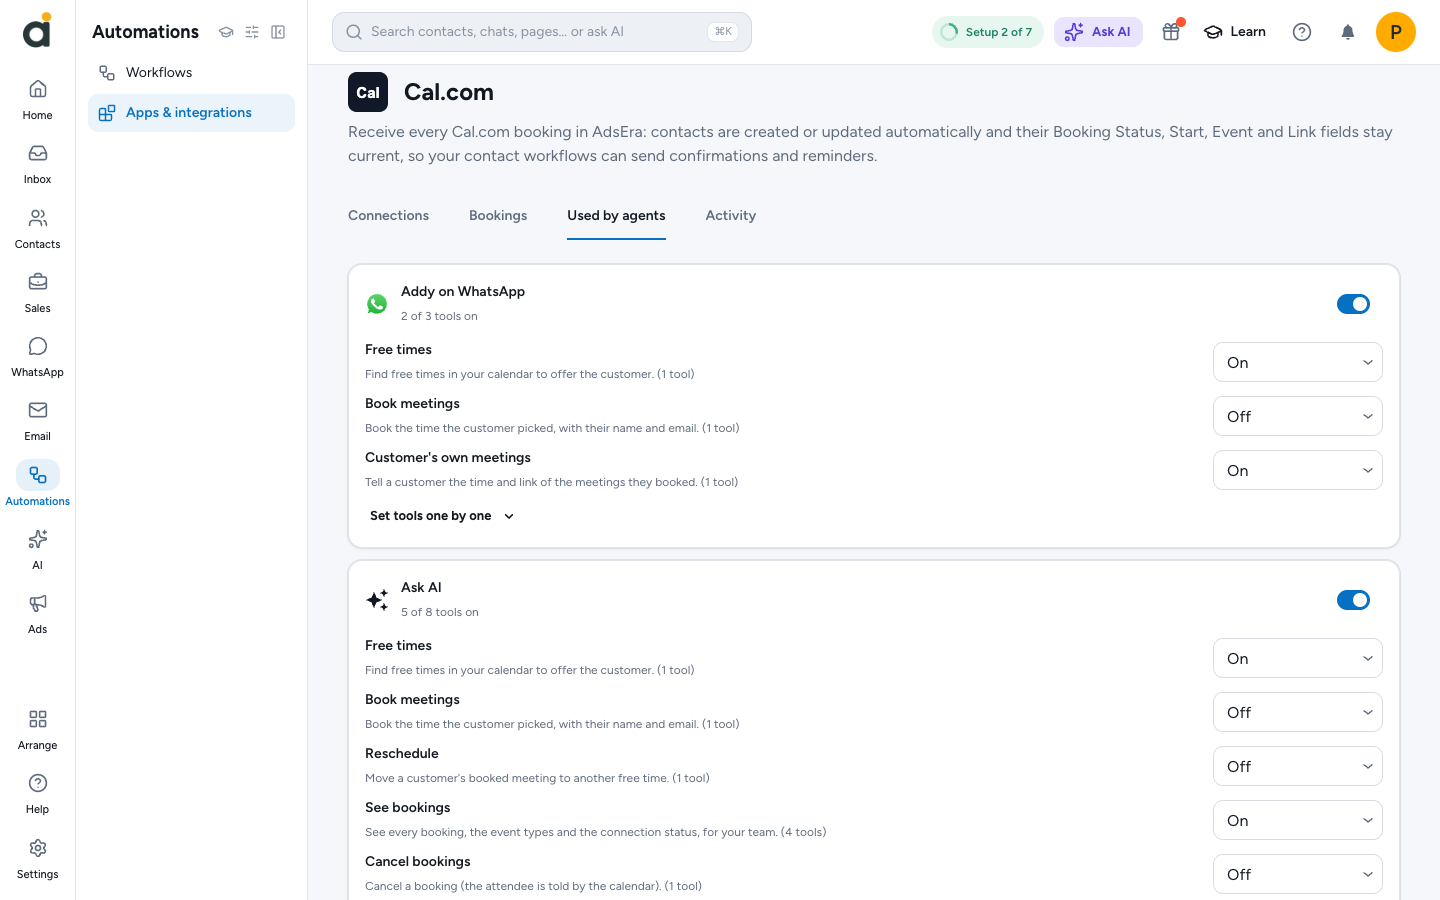 Automations
Workflows
Apps & integrations
Home
Inbox
Contacts
Sales
WhatsApp
Email
Automations
AI
Ads
Arrange
Help
Settings
Search contacts, chats, pages... or ask AI
⌘K
Setup 2 of 7
Ask AI
Learn
P
Cal
Cal.com
Receive every Cal.com booking in AdsEra: contacts are created or updated automatically and their Booking Status, Start, Event and Link fields stay
current, so your contact workflows can send confirmations and reminders.
Connections
Bookings
Used by agents
Activity
Addy on WhatsApp
2 of 3 tools on
Free times
Find free times in your calendar to offer the customer. (1 tool)
On
Book meetings
Book the time the customer picked, with their name and email. (1 tool)
Off
Customer's own meetings
Tell a customer the time and link of the meetings they booked. (1 tool)
On
Set tools one by one
Ask AI
5 of 8 tools on
Free times
Find free times in your calendar to offer the customer. (1 tool)
On
Book meetings
Book the time the customer picked, with their name and email. (1 tool)
Off
Reschedule
Move a customer's booked meeting to another free time. (1 tool)
Off
See bookings
See every booking, the event types and the connection status, for your team. (4 tools)
On
Cancel bookings
Cancel a booking (the attendee is told by the calendar). (1 tool)
Off